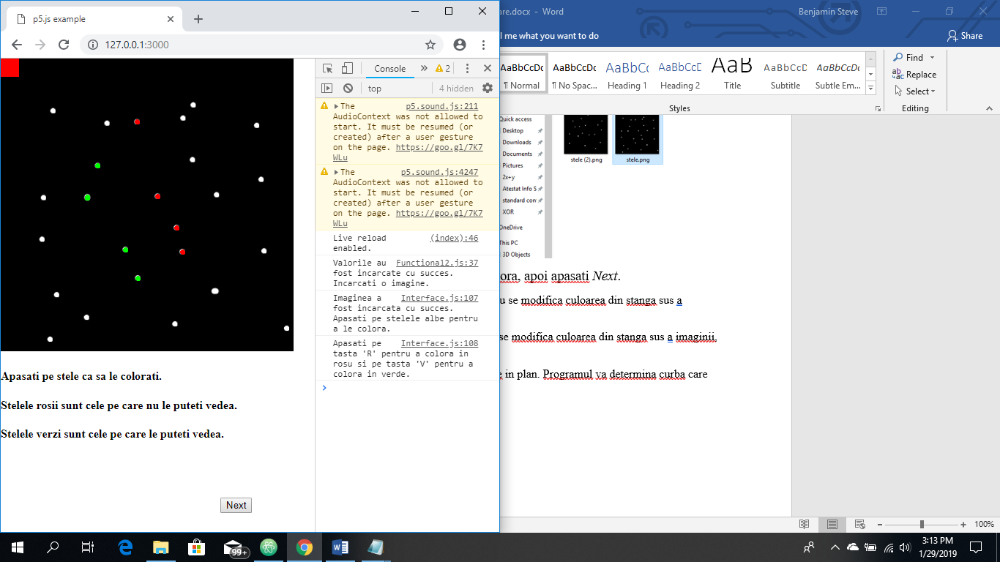 p5.js example
127.0.0.1:3000
Console
2
top
4 hidden
The p5.sound.js:211
AudioContext was not allowed to
start. It must be resumed (or
created) after a user gesture
on the page. https://goo.gl/7K7
WLu
The p5.sound.js:4247
AudioContext was not allowed to
start. It must be resumed (or
created) after a user gesture
on the page. https://goo.gl/7K7
WLu
Live reload (index):46
enabled.
Valorile au Functional2.js:37
fost incarcate cu succes.
Incarcati o imagine.
Imaginea a Interface.js:107
fost incarcata cu succes.
Apasati pe stelele albe pentru
a le colora.
Apasati pe Interface.js:108
tasta 'R' pentru a colora in
rosu si pe tasta 'V' pentru a
colora in verde.
Apasati pe stele ca sa le colorati.
Stelele rosii sunt cele pe care nu le puteti vedea.
Stelele verzi sunt cele pe care le puteti vedea.
Next
are.docx - Word
Benjamin Steve
l me what you want to do
Share
AaBbCcDc
¶ Normal
AaBbCcDc
¶ No Spac...
AaBbCc
Heading 1
AaBbCcD
Heading 2
AaB
Title
AaBbCcD
Subtitle
AaBbCcDc
Subtle Em...
Styles
Find
Replace
Select
Editing
Quick access
Desktop
Downloads
Documents
Pictures
2x+y
Atestat Info S
standard con
XOR
OneDrive
This PC
3D Objects
stele (2).png
stele.png
ora, apoi apasati Next.
u se modifica culoarea din stanga sus a
se modifica culoarea din stanga sus a imaginii.
e in plan. Programul va determina curba care
100%
99+
3:13 PM
1/29/2019